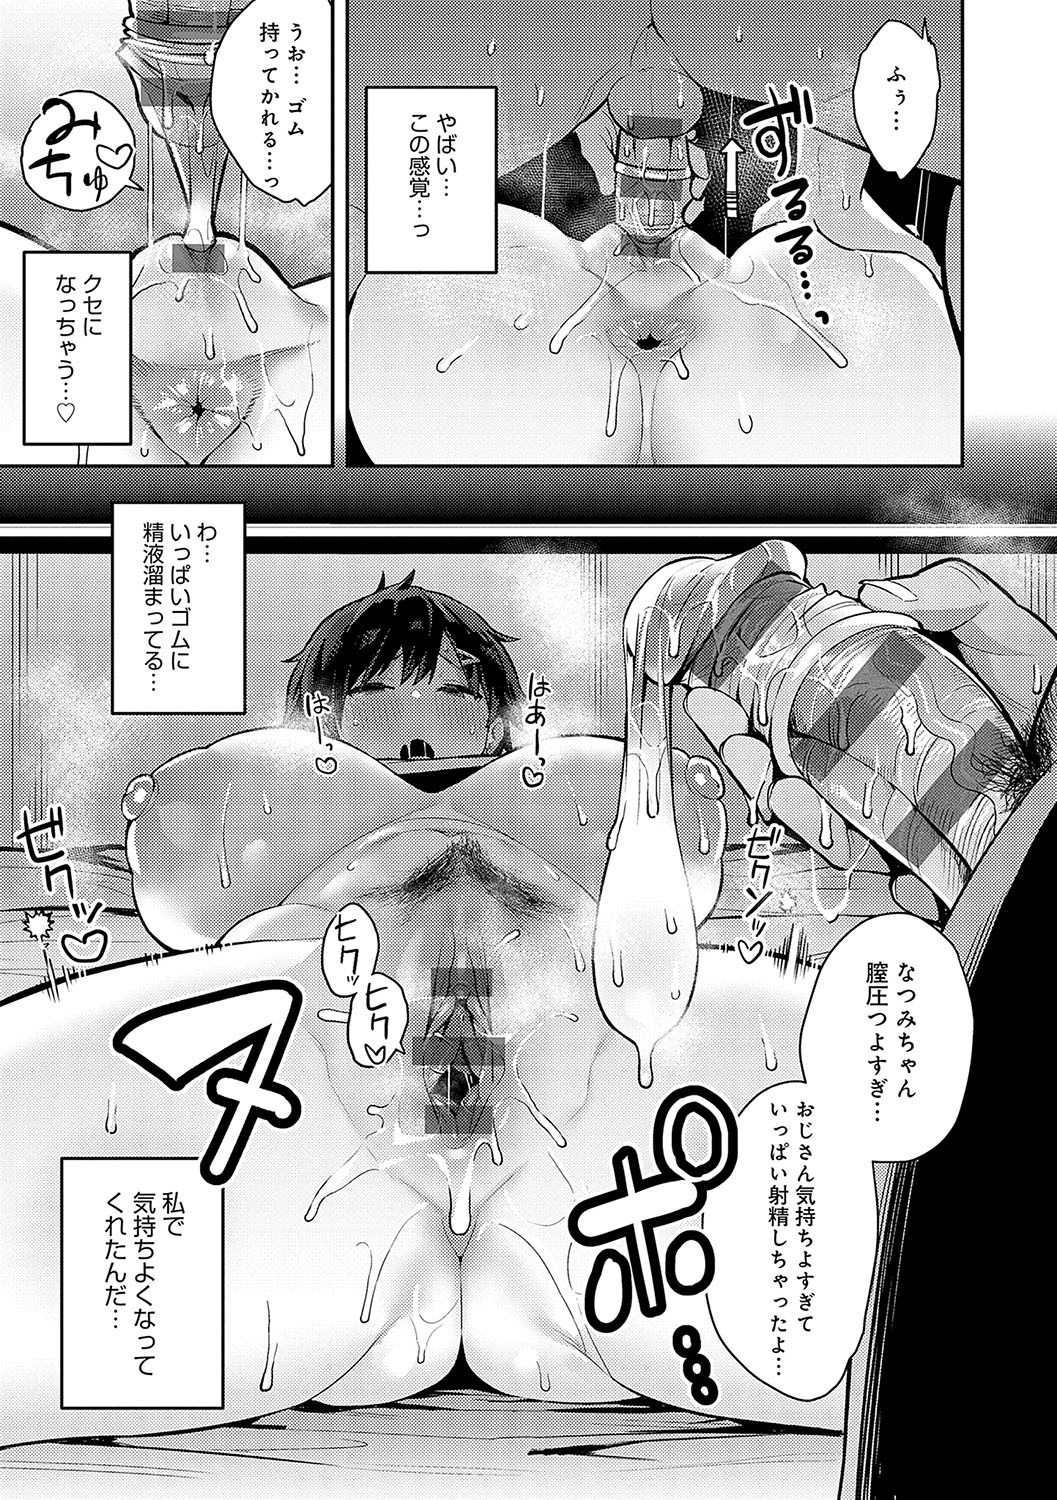 ふぅ…
ずるるる…っ
やばい…
この感覚…っ
うお…ゴム
持ってかれる…っ
みちゅ♡
クセに
なっちゃう…♡
わ…
いっぱいゴムに
精液溜まってる…
はーっ♡
はあーっ♡
ビクッ♡
ビクンッ♡
ヒクッ
ヒク♡
なつみちゃん
膣圧つよすぎ…
おじさん気持ちよすぎて
いっぱい射精しちゃったよ…
ヌポ…
私で
気持ちよくなって
くれたんだ…